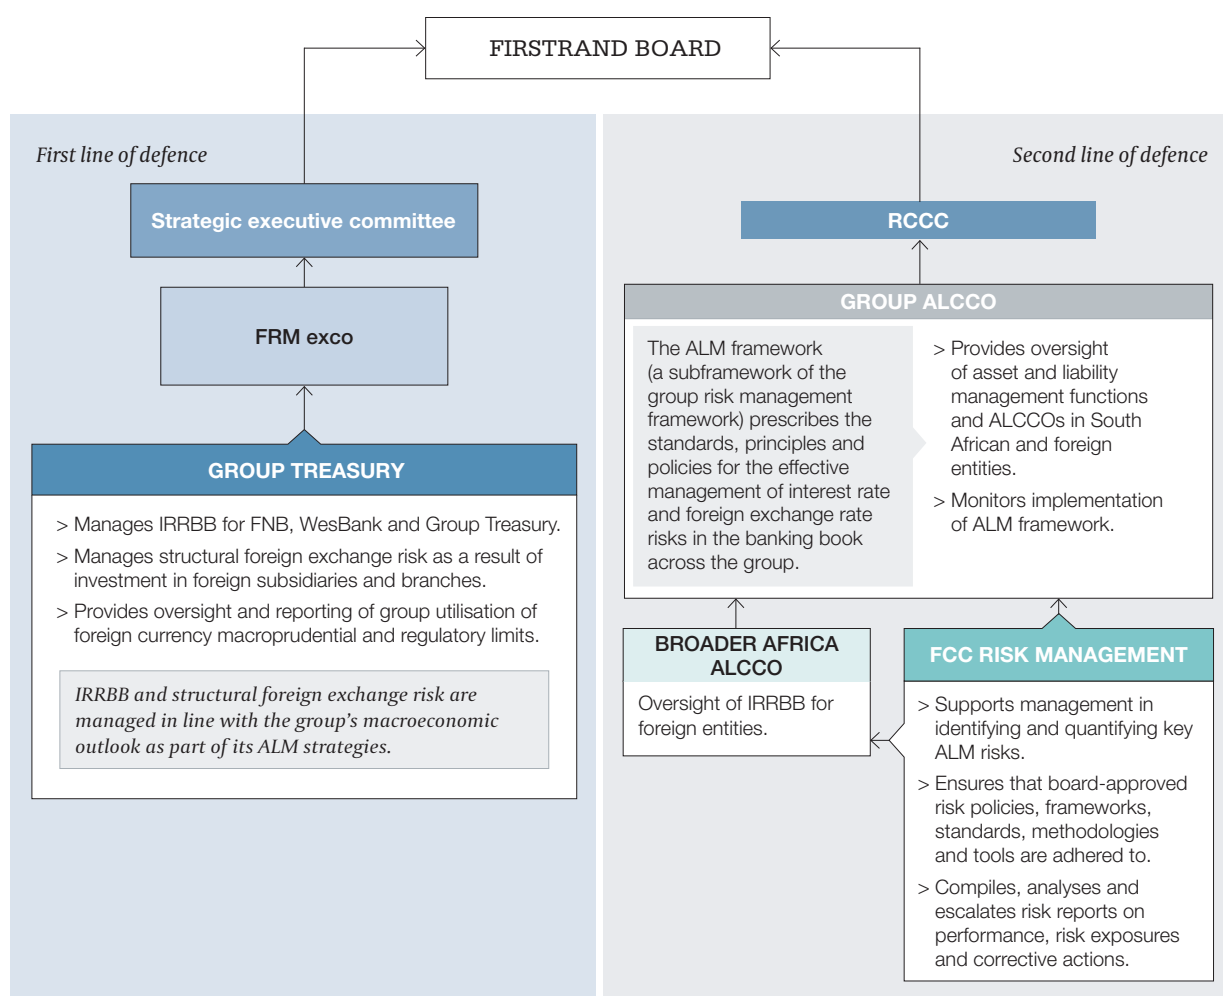 FIRSTRAND BOARD
First line of defence
Strategic executive committee
FRM exco
GROUP TREASURY
> Manages IRRBB for FNB, WesBank and Group Treasury.
> Manages structural foreign exchange risk as a result of
investment in foreign subsidiaries and branches.
> Provides oversight and reporting of group utilisation of
foreign currency macroprudential and regulatory limits.
IRRBB and structural foreign exchange risk are
managed in line with the group's macroeconomic
outlook as part of its ALM strategies.
Second line of defence
RCCC
GROUP ALCCO
The ALM framework
(a subframework of the
group risk management
framework) prescribes the
standards, principles and
policies for the effective
management of interest rate
and foreign exchange rate
risks in the banking book
across the group.
> Provides oversight
of asset and liability
management functions
and ALCCOs in South
African and foreign
entities.
> Monitors implementation
of ALM framework.
BROADER AFRICA
ALCCO
Oversight of IRRBB for
foreign entities.
FCC RISK MANAGEMENT
> Supports management in
identifying and quantifying key
ALM risks.
> Ensures that board-approved
risk policies, frameworks,
standards, methodologies
and tools are adhered to.
> Compiles, analyses and
escalates risk reports on
performance, risk exposures
and corrective actions.